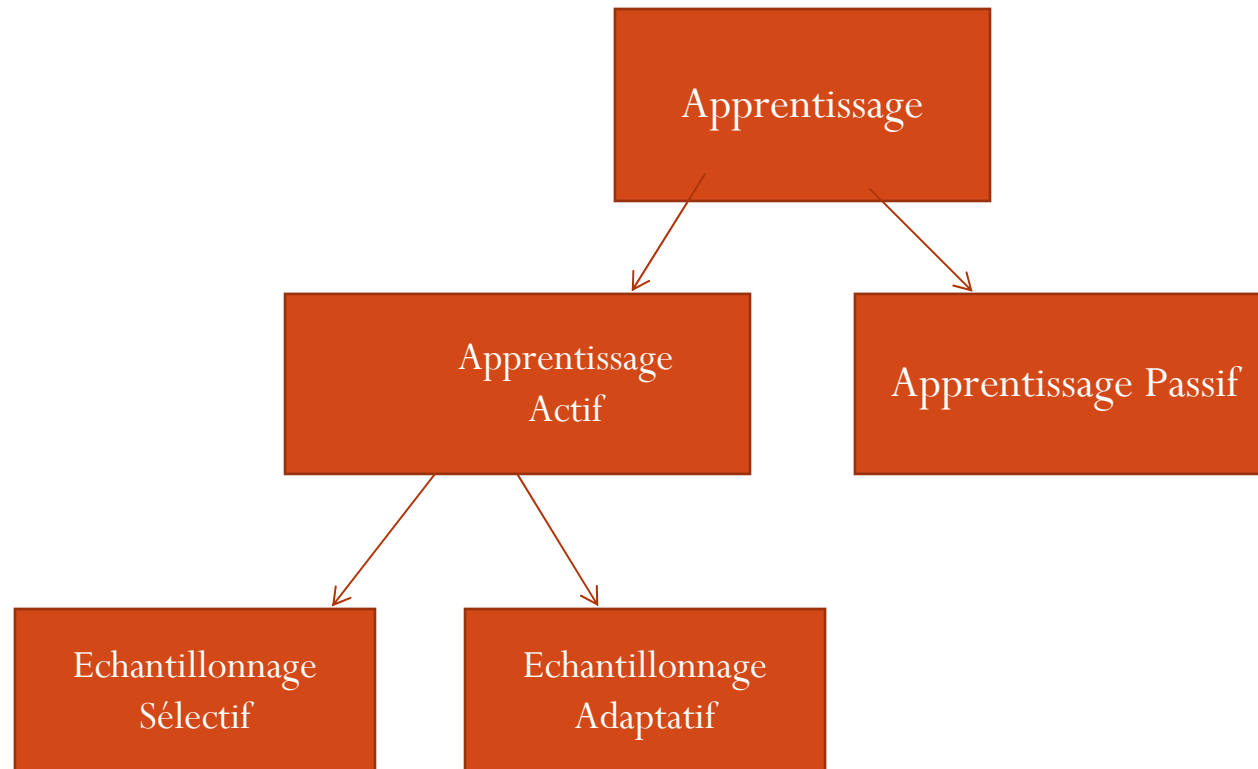 Apprentissage
Apprentissage
Actif
Apprentissage Passif
Echantillonnage
Sélectif
Echantillonnage
Adaptatif